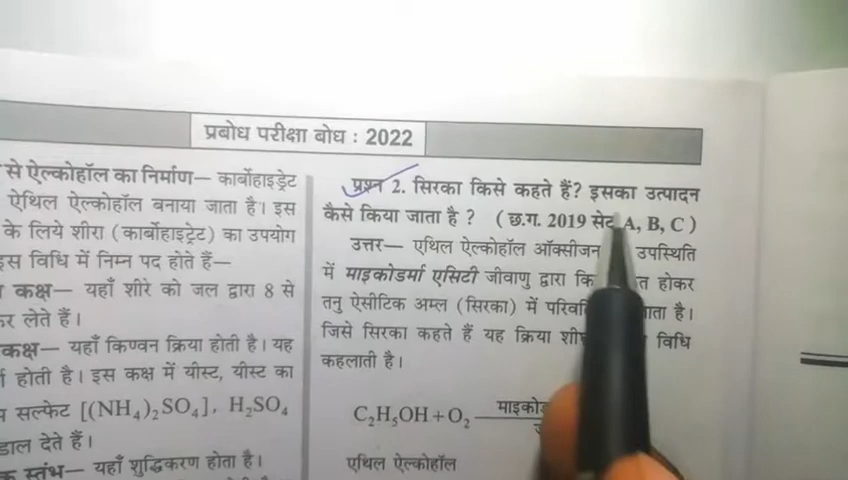 प्रबोध परीक्षा बोध : 2022
से ऐल्कोहॉल का निर्माण— कार्बोहाइड्रेट
ऐथिल ऐल्कोहॉल बनाया जाता है। इस
के लिये शीरा (कार्बोहाइट्रेट) का उपयोग
इस विधि में निम्न पद होते हैं—
कक्ष— यहाँ शीरे को जल द्वारा 8 से
कर लेते हैं।
कक्ष— यहाँ किण्वन क्रिया होती है। यह
होती है। इस कक्ष में यीस्ट, यीस्ट का
सल्फेट [(NH₄)₂SO₄], H₂SO₄
डाल देते हैं।
स्तंभ— यहाँ शुद्धिकरण होता है।
प्रश्न 2. सिरका किसे कहते हैं? इसका उत्पादन
कैसे किया जाता है ? (छ.ग. 2019 सेट A, B, C)
उत्तर— एथिल ऐल्कोहॉल ऑक्सीजन उपस्थिति
में माइकोडर्मा एसिटी जीवाणु द्वारा होकर
तनु ऐसीटिक अम्ल (सिरका) में है।
जिसे सिरका कहते हैं यह क्रिया विधि
कहलाती है।
C₂H₅OH + O₂
एथिल ऐल्कोहॉल